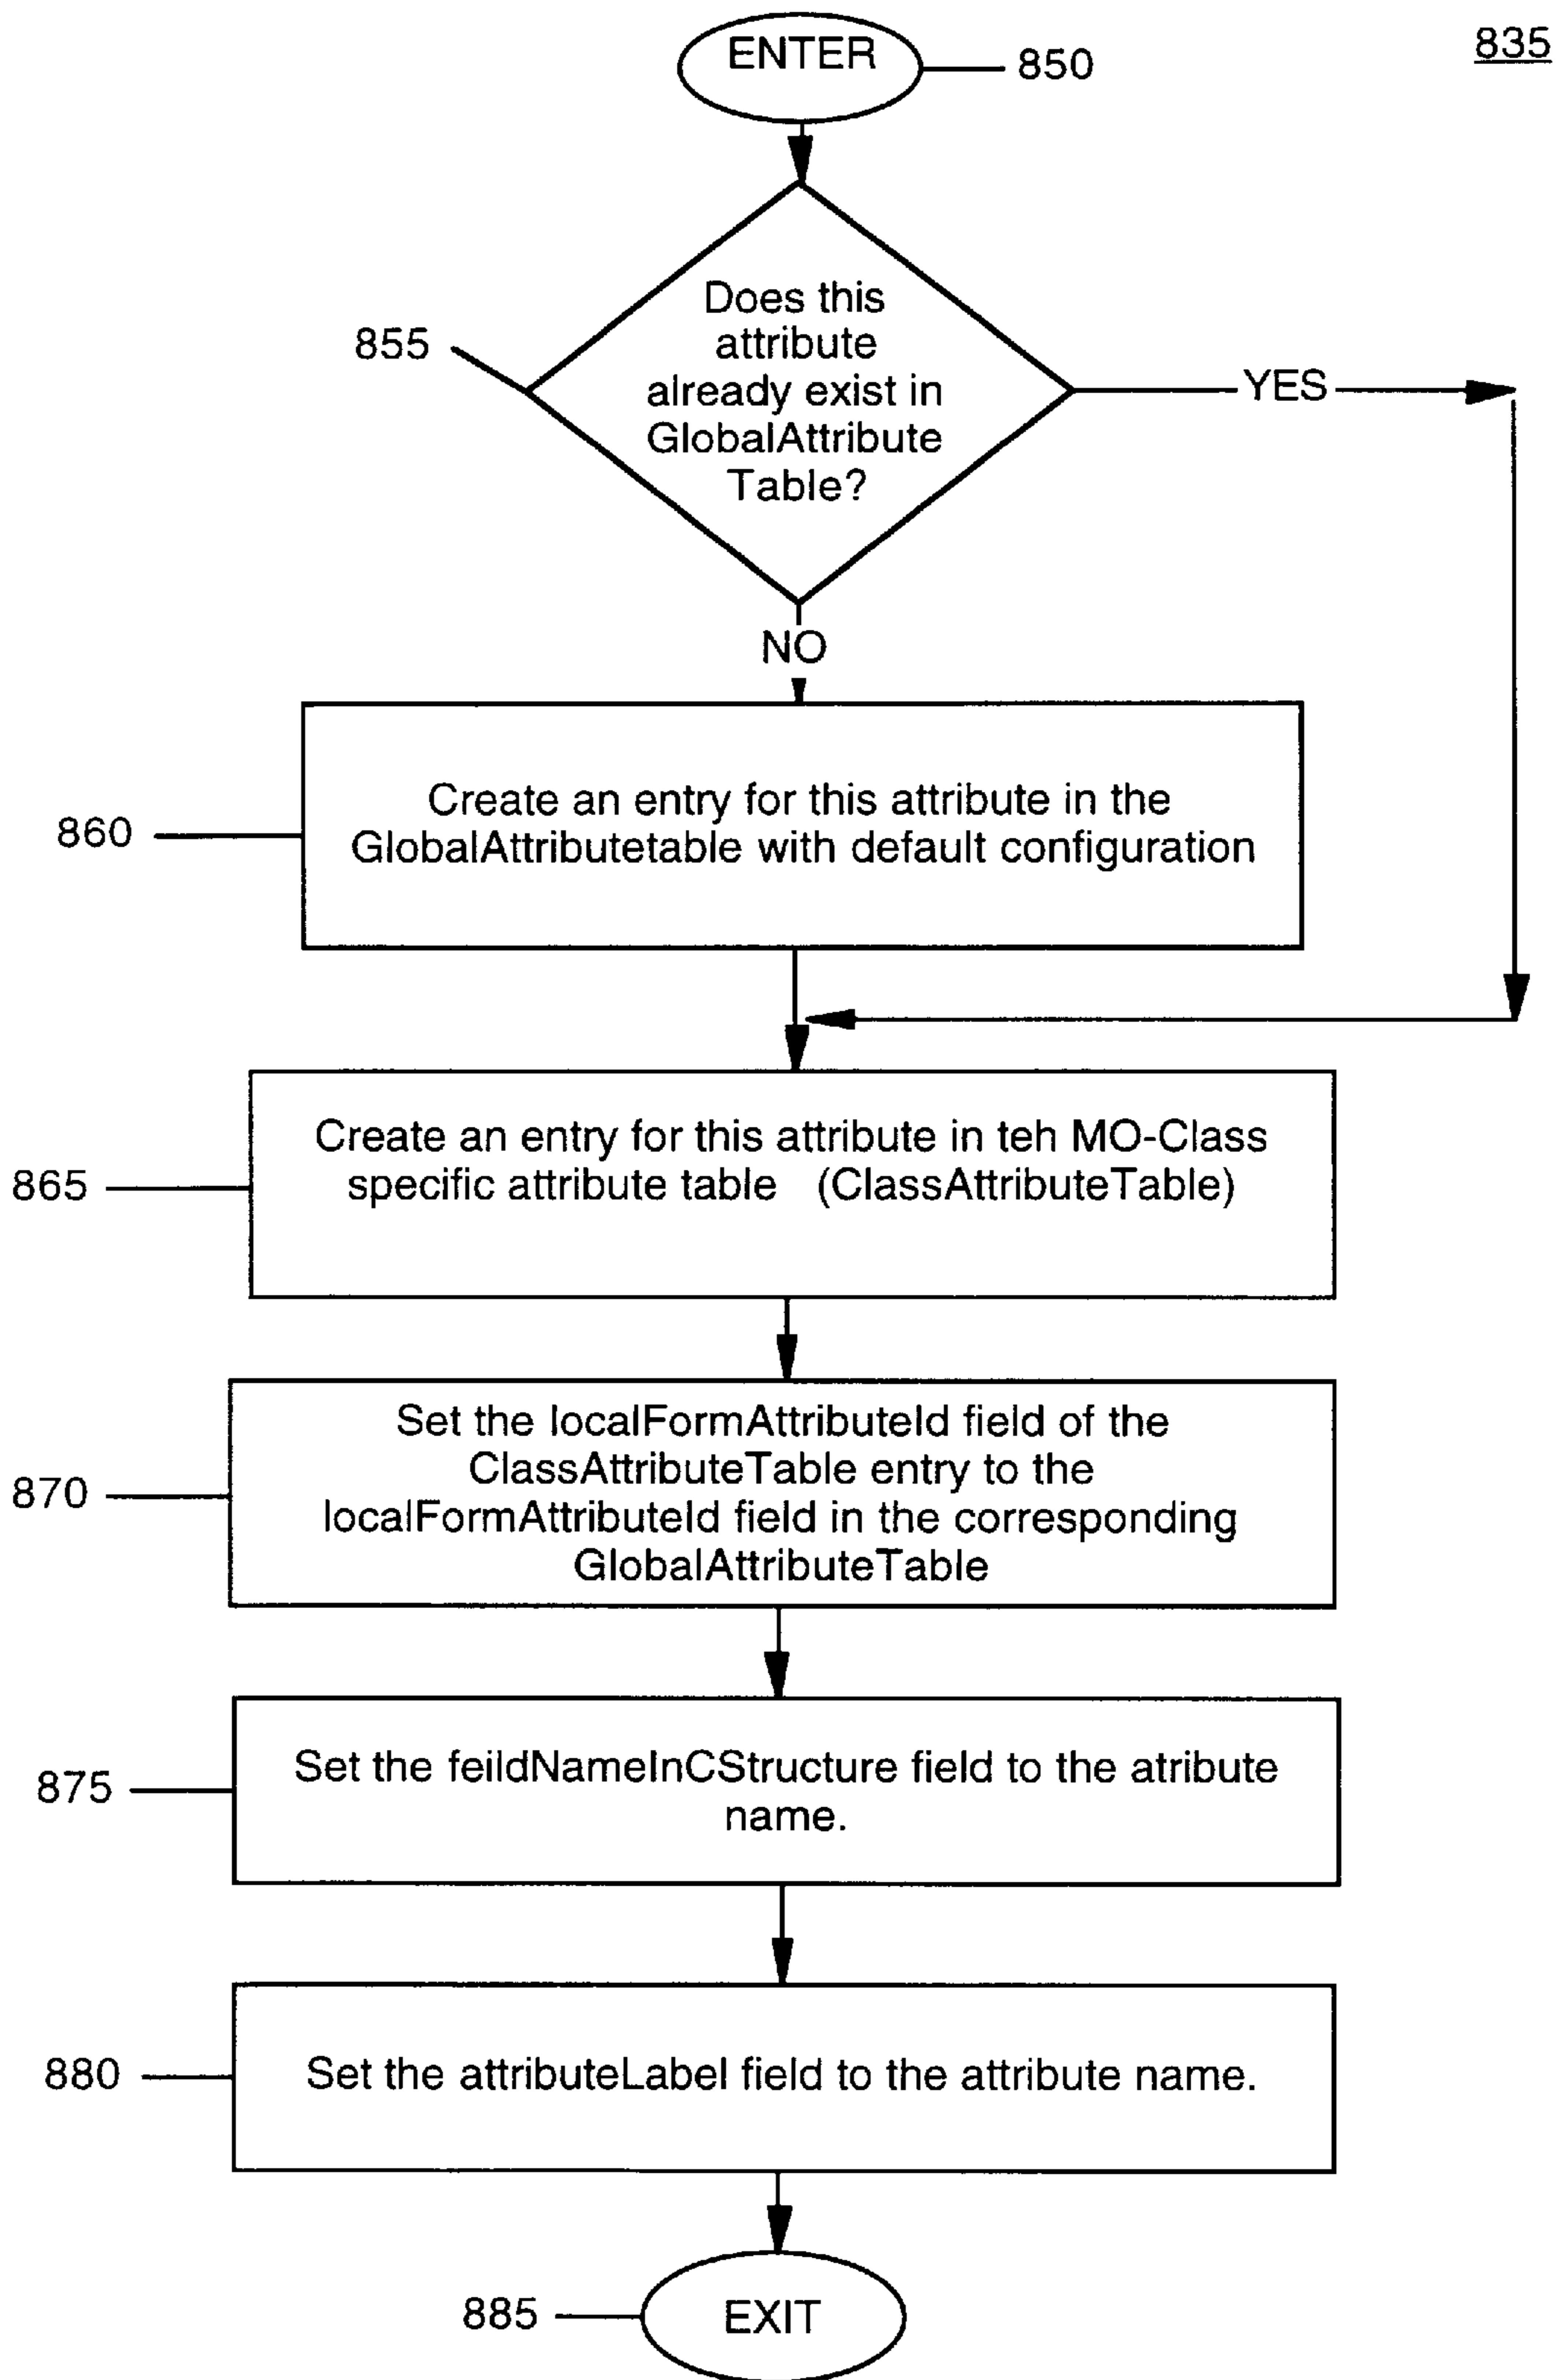 835
ENTER
850
Does this
attribute
already exist in
GlobalAttribute
Table?
855
YES
NO
860
Create an entry for this attribute in the
GlobalAttributetable with default configuration
865
Create an entry for this attribute in teh MO-Class
specific attribute table (ClassAttributeTable)
870
Set the localFormAttributeId field of the
ClassAttributeTable entry to the
localFormAttributeId field in the corresponding
GlobalAttributeTable
875
Set the feildNameInCStructure field to the atribute
name.
880
Set the attributeLabel field to the attribute name.
885
EXIT